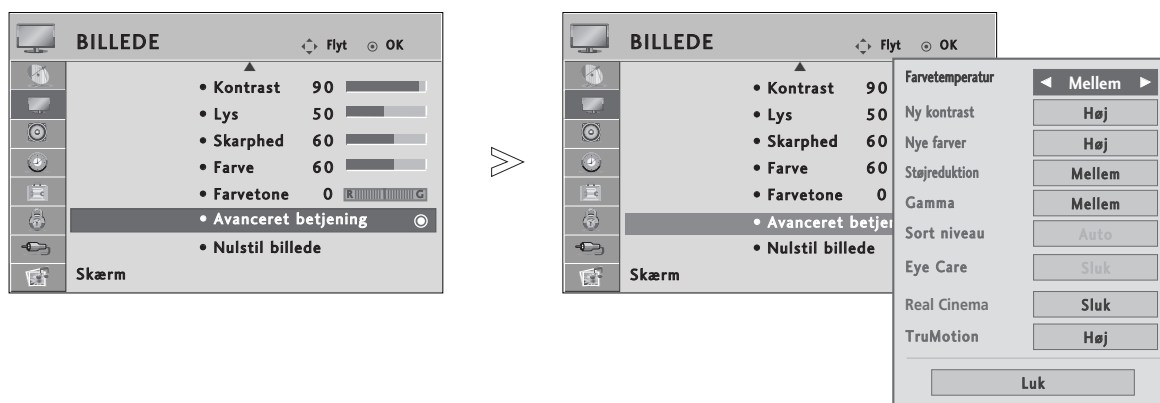 BILLEDE Flyt OK
• Kontrast 90
• Lys 50
• Skarphed 60
• Farve 60
• Farvetone 0 R G
• Avanceret betjening
• Nulstil billede
Skærm
BILLEDE Flyt OK
• Kontrast 90
• Lys 50
• Skarphed 60
• Farve 60
• Farvetone 0
• Avanceret betjen
• Nulstil billede
Skærm
Farvetemperatur Mellem
Ny kontrast Høj
Nye farver Høj
Støjreduktion Mellem
Gamma Mellem
Sort niveau Auto
Eye Care Sluk
Real Cinema Sluk
TruMotion Høj
Luk